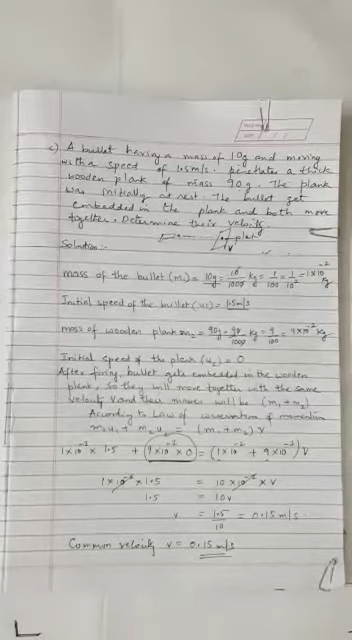 c) A bullet having a mass of 10g and moving
with a speed of 1.5m/s. penetrates a thick
wooden plank of mass 90g. The plank
was initially at rest. The bullet get
embedded in the plank and both move
together. Determine their velocity.
plank
v
Solution:-
mass of the bullet (m₁) = 10g = 10/1000 kg = 1/100 = 1/10² = 1×10⁻² kg
Initial speed of the bullet (u₁) = 1.5m/s
mass of wooden plank m₂ = 90g = 90/1000 kg = 9/100 = 9×10⁻² kg
Initial speed of the plank (u₂) = 0
After firing, bullet gets embedded in the wooden
plank, so they will move together with the same
velocity v and their masses will be (m₁ + m₂)
According to Law of conservation of momentum
m₁u₁ + m₂u₂ = (m₁ + m₂) v
1×10⁻² × 1.5 + (9×10⁻² × 0) = (1×10⁻² + 9×10⁻²) v
1×10⁻² × 1.5 = 10×10⁻² × v
1.5 = 10v
v = 1.5/10 = 0.15 m/s.
Common velocity v = 0.15 m/s